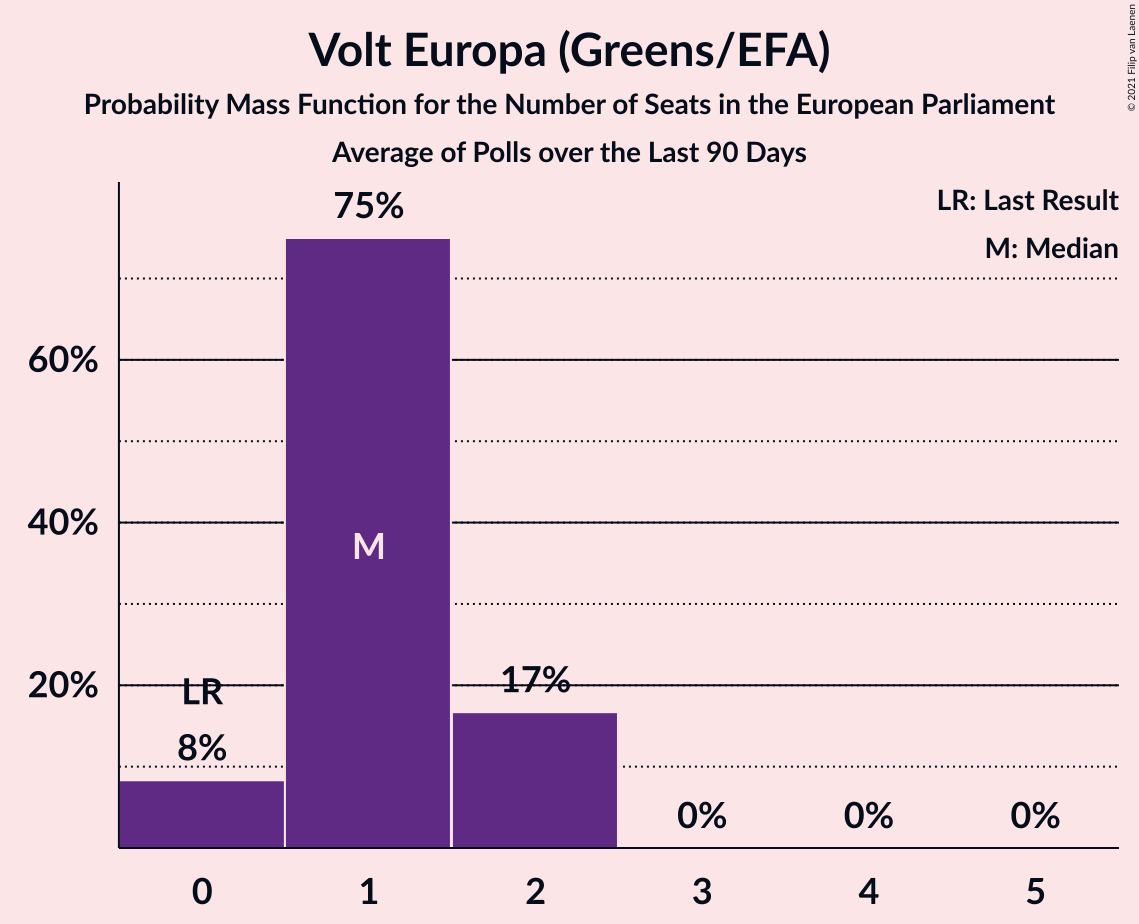 Volt Europa (Greens/EFA)
Probability Mass Function for the Number of Seats in the European Parliament
Average of Polls over the Last 90 Days
© 2021 Filip van Laenen
LR: Last Result
M: Median
75%
60%
40%
20%
M
LR
8%
17%
0%
0%
0%
0 1 2 3 4 5